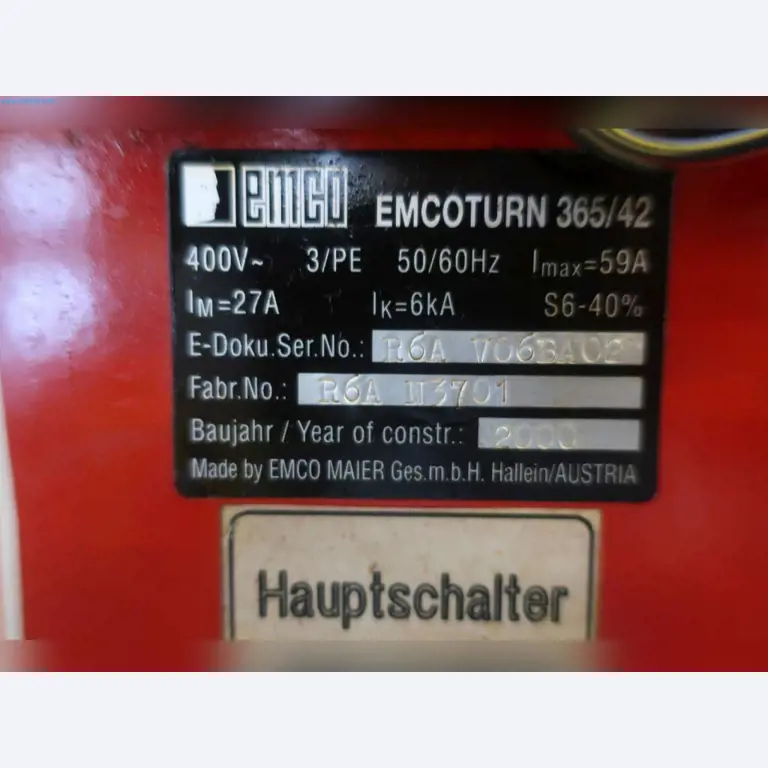 emco EMCOTURN 365/42
400V~ 3/PE 50/60Hz Imax=59A
IM=27A IK=6kA S6-40%
E-Doku.Ser.No.: R6A V06BA02
Fabr.No.: R6A N3701
Baujahr / Year of constr.: 2000
Made by EMCO MAIER Ges.m.b.H. Hallein/AUSTRIA
Hauptschalter